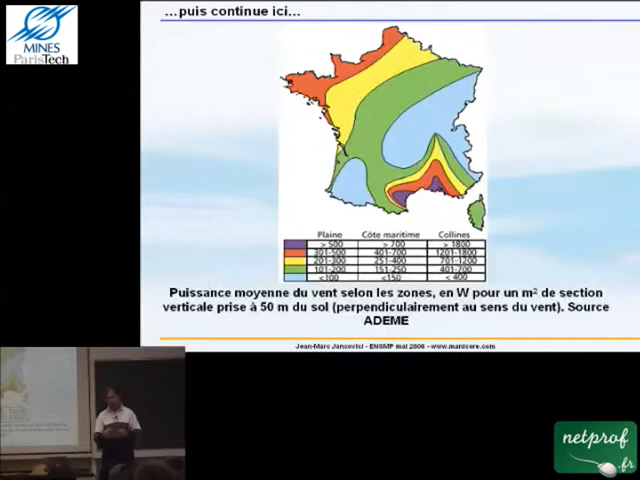 …puis continue ici…
MINES
ParisTech
Plaine Côte maritime Collines
> 500 > 700 > 1800
301-500 401-700 1201-1800
201-300 251-400 701-1200
101-200 151-250 401-700
<100 <150 < 400
Puissance moyenne du vent selon les zones, en W pour un m² de section
verticale prise à 50 m du sol (perpendiculairement au sens du vent). Source
ADEME
Jean-Marc Jancovici - ENSMP mai 2006 - www.manicore.com
netprof
.fr